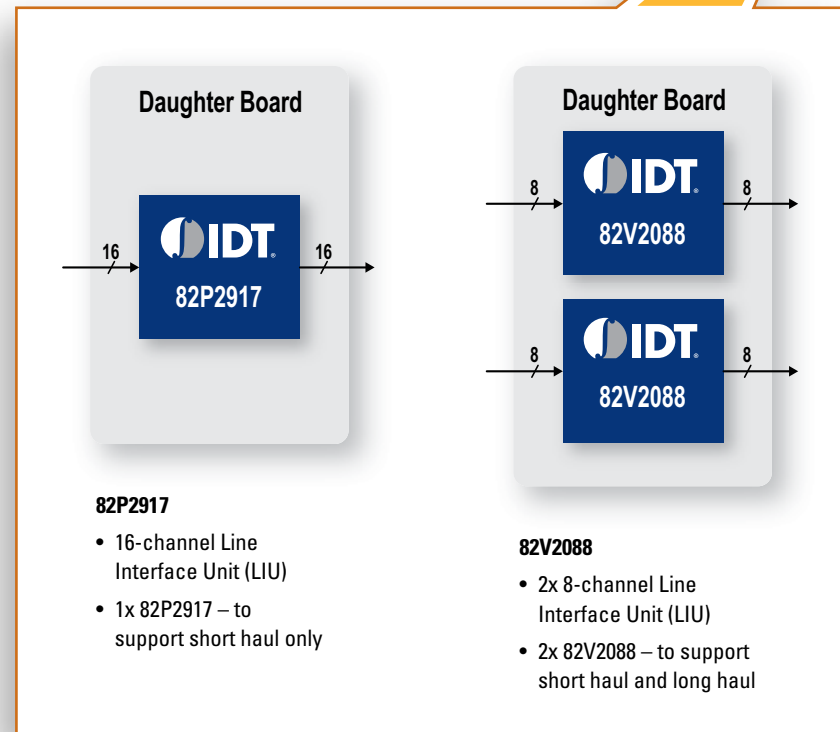 Daughter Board
16
IDT
82P2917
16
82P2917
• 16-channel Line
Interface Unit (LIU)
• 1x 82P2917 – to
support short haul only
Daughter Board
8
IDT
82V2088
8
8
IDT
82V2088
8
82V2088
• 2x 8-channel Line
Interface Unit (LIU)
• 2x 82V2088 – to support
short haul and long haul